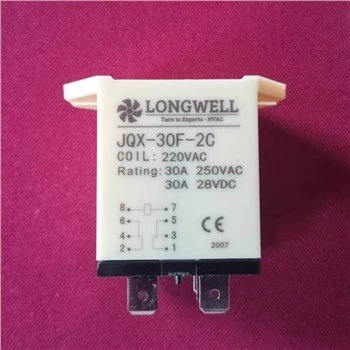 LONGWELL
Turn to Experts - HVAC
JQX-30F-2C
COIL: 220VAC
Rating: 30A 250VAC
30A 28VDC
8 7
6 5
4 3
2 1
CE
2007